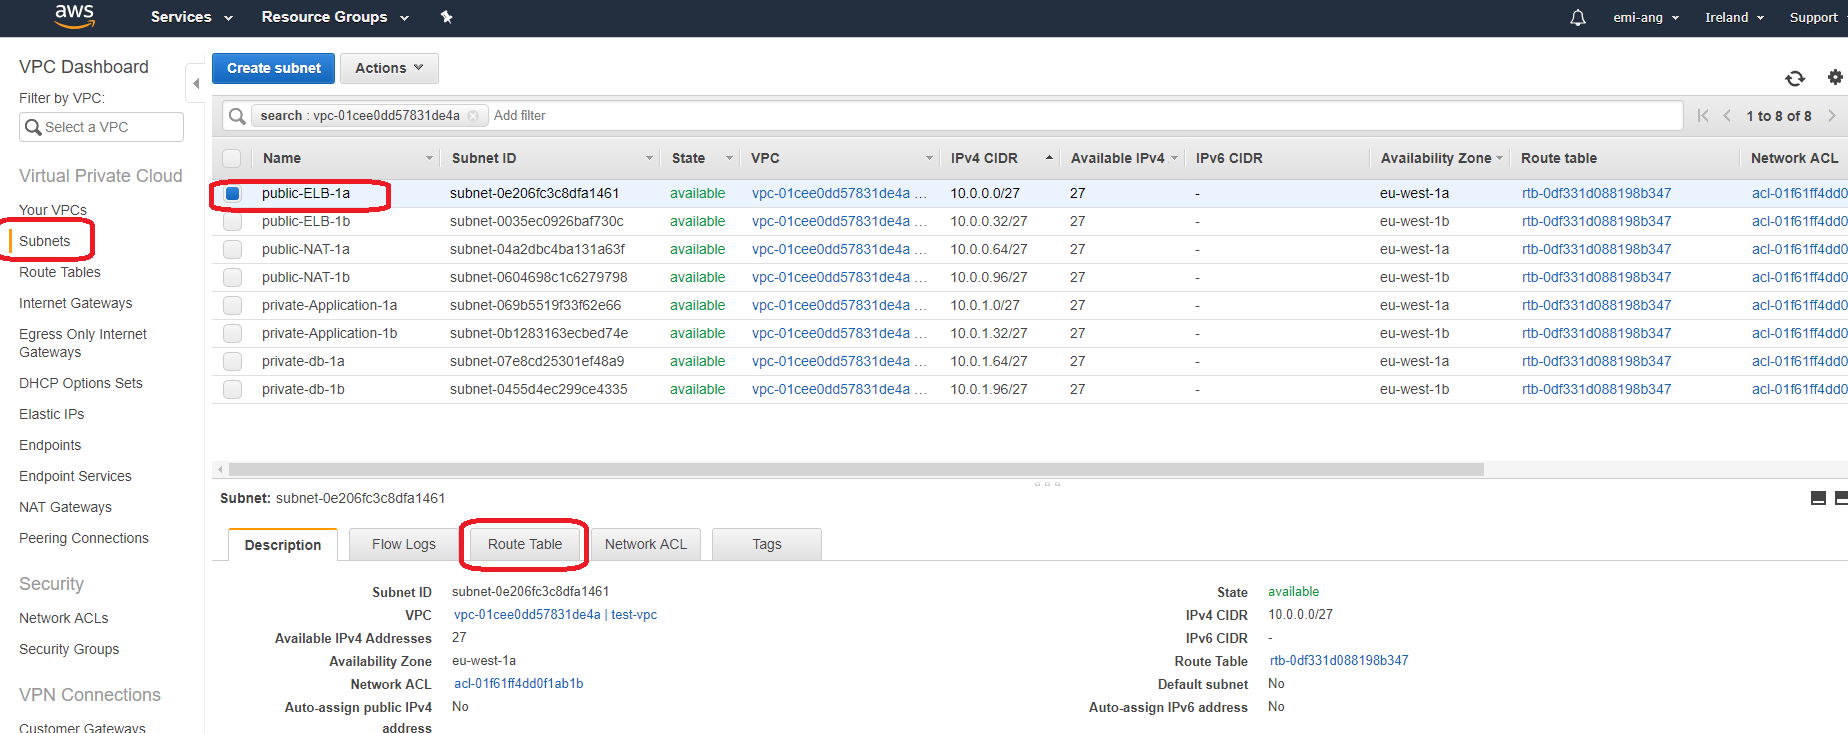 aws Services Resource Groups emi-ang Ireland Support
VPC Dashboard
Filter by VPC:
Select a VPC
Virtual Private Cloud
Your VPCs
Subnets
Route Tables
Internet Gateways
Egress Only Internet
Gateways
DHCP Options Sets
Elastic IPs
Endpoints
Endpoint Services
NAT Gateways
Peering Connections
Security
Network ACLs
Security Groups
VPN Connections
Customer Gateways
Create subnet Actions
search : vpc-01cee0dd57831de4a Add filter 1 to 8 of 8
Name Subnet ID State VPC IPv4 CIDR Available IPv4 IPv6 CIDR Availability Zone Route table Network ACL
public-ELB-1a subnet-0e206fc3c8dfa1461 available vpc-01cee0dd57831de4a ... 10.0.0.0/27 27 - eu-west-1a rtb-0df331d088198b347 acl-01f61ff4dd0
public-ELB-1b subnet-0035ec0926baf730c available vpc-01cee0dd57831de4a ... 10.0.0.32/27 27 - eu-west-1b rtb-0df331d088198b347 acl-01f61ff4dd0
public-NAT-1a subnet-04a2dbc4ba131a63f available vpc-01cee0dd57831de4a ... 10.0.0.64/27 27 - eu-west-1a rtb-0df331d088198b347 acl-01f61ff4dd0
public-NAT-1b subnet-0604698c1c6279798 available vpc-01cee0dd57831de4a ... 10.0.0.96/27 27 - eu-west-1b rtb-0df331d088198b347 acl-01f61ff4dd0
private-Application-1a subnet-069b5519f33f62e66 available vpc-01cee0dd57831de4a ... 10.0.1.0/27 27 - eu-west-1a rtb-0df331d088198b347 acl-01f61ff4dd0
private-Application-1b subnet-0b1283163ecbed74e available vpc-01cee0dd57831de4a ... 10.0.1.32/27 27 - eu-west-1b rtb-0df331d088198b347 acl-01f61ff4dd0
private-db-1a subnet-07e8cd25301ef48a9 available vpc-01cee0dd57831de4a ... 10.0.1.64/27 27 - eu-west-1a rtb-0df331d088198b347 acl-01f61ff4dd0
private-db-1b subnet-0455d4ec299ce4335 available vpc-01cee0dd57831de4a ... 10.0.1.96/27 27 - eu-west-1b rtb-0df331d088198b347 acl-01f61ff4dd0
Subnet: subnet-0e206fc3c8dfa1461
Description Flow Logs Route Table Network ACL Tags
Subnet ID subnet-0e206fc3c8dfa1461 State available
VPC vpc-01cee0dd57831de4a | test-vpc IPv4 CIDR 10.0.0.0/27
Available IPv4 Addresses 27 IPv6 CIDR -
Availability Zone eu-west-1a Route Table rtb-0df331d088198b347
Network ACL acl-01f61ff4dd0f1ab1b Default subnet No
Auto-assign public IPv4 No Auto-assign IPv6 address No
address